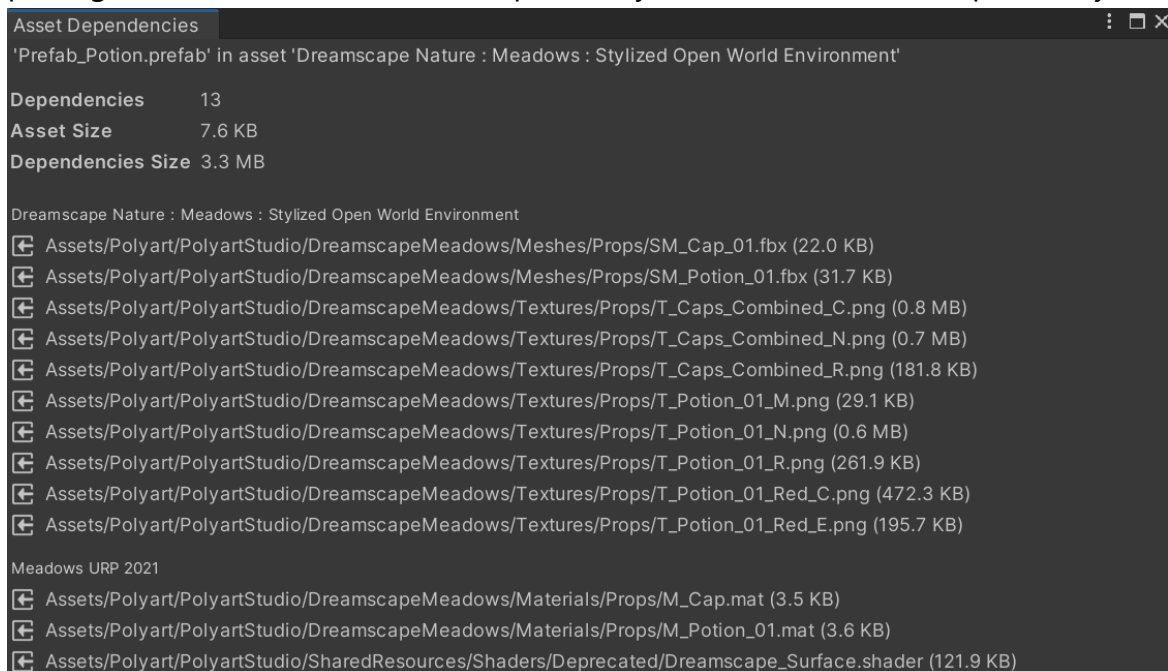 Asset Dependencies
'Prefab_Potion.prefab' in asset 'Dreamscape Nature : Meadows : Stylized Open World Environment'
Dependencies 13
Asset Size 7.6 KB
Dependencies Size 3.3 MB
Dreamscape Nature : Meadows : Stylized Open World Environment
Assets/Polyart/PolyartStudio/DreamscapeMeadows/Meshes/Props/SM_Cap_01.fbx (22.0 KB)
Assets/Polyart/PolyartStudio/DreamscapeMeadows/Meshes/Props/SM_Potion_01.fbx (31.7 KB)
Assets/Polyart/PolyartStudio/DreamscapeMeadows/Textures/Props/T_Caps_Combined_C.png (0.8 MB)
Assets/Polyart/PolyartStudio/DreamscapeMeadows/Textures/Props/T_Caps_Combined_N.png (0.7 MB)
Assets/Polyart/PolyartStudio/DreamscapeMeadows/Textures/Props/T_Caps_Combined_R.png (181.8 KB)
Assets/Polyart/PolyartStudio/DreamscapeMeadows/Textures/Props/T_Potion_01_M.png (29.1 KB)
Assets/Polyart/PolyartStudio/DreamscapeMeadows/Textures/Props/T_Potion_01_N.png (0.6 MB)
Assets/Polyart/PolyartStudio/DreamscapeMeadows/Textures/Props/T_Potion_01_R.png (261.9 KB)
Assets/Polyart/PolyartStudio/DreamscapeMeadows/Textures/Props/T_Potion_01_Red_C.png (472.3 KB)
Assets/Polyart/PolyartStudio/DreamscapeMeadows/Textures/Props/T_Potion_01_Red_E.png (195.7 KB)
Meadows URP 2021
Assets/Polyart/PolyartStudio/DreamscapeMeadows/Materials/Props/M_Cap.mat (3.5 KB)
Assets/Polyart/PolyartStudio/DreamscapeMeadows/Materials/Props/M_Potion_01.mat (3.6 KB)
Assets/Polyart/PolyartStudio/SharedResources/Shaders/Deprecated/Dreamscape_Surface.shader (121.9 KB)